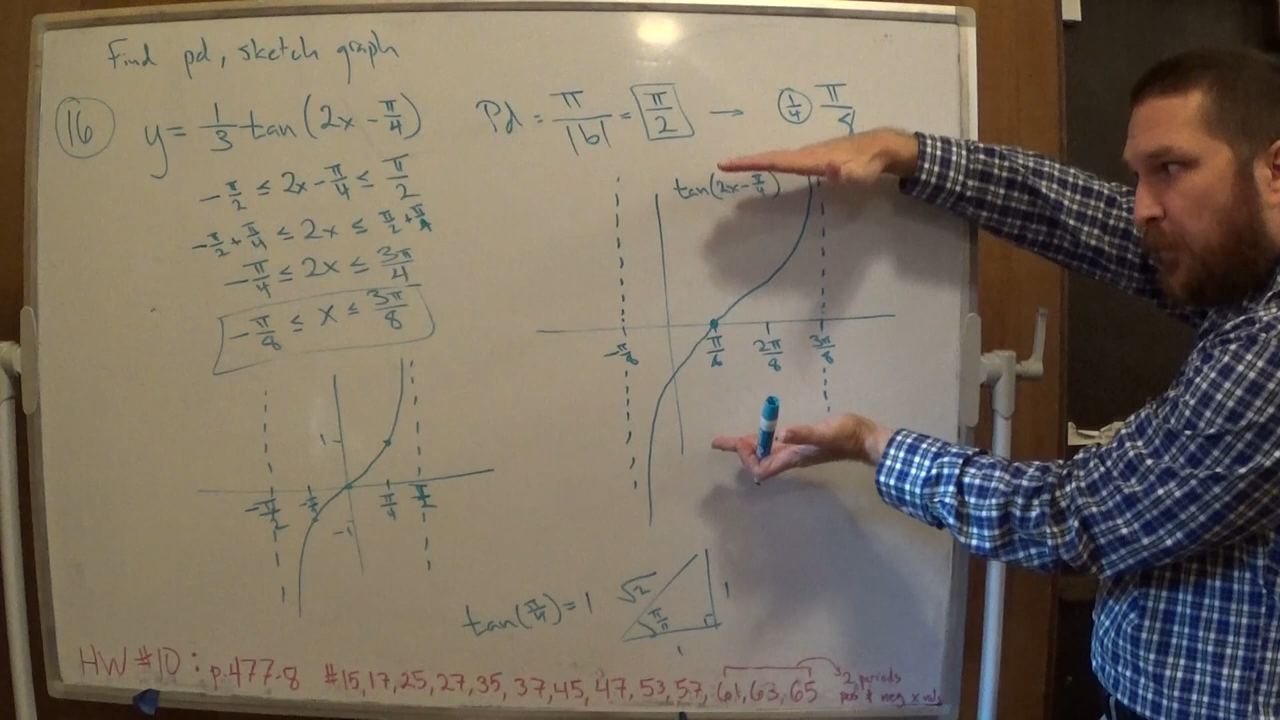 Find pd, sketch graph
16
y = 1/3 tan(2x - π/4)
Pd = π/|b| = π/2 → 1/4 π/8
-π/2 ≤ 2x - π/4 ≤ π/2
-π/2 + π/4 ≤ 2x ≤ π/2 + π/4
-π/4 ≤ 2x ≤ 3π/4
-π/8 ≤ x ≤ 3π/8
tan(2x - π/4)
-π/8 π/8 2π/8 3π/8
1
-π/2 -π/4 π/4 π/2
-1
tan(π/4) = 1
√2 1
1
HW #10: p.477-8 #15,17,25,27,35,37,45,47,53,57,61,63,65
2 periods
pos & neg x vals